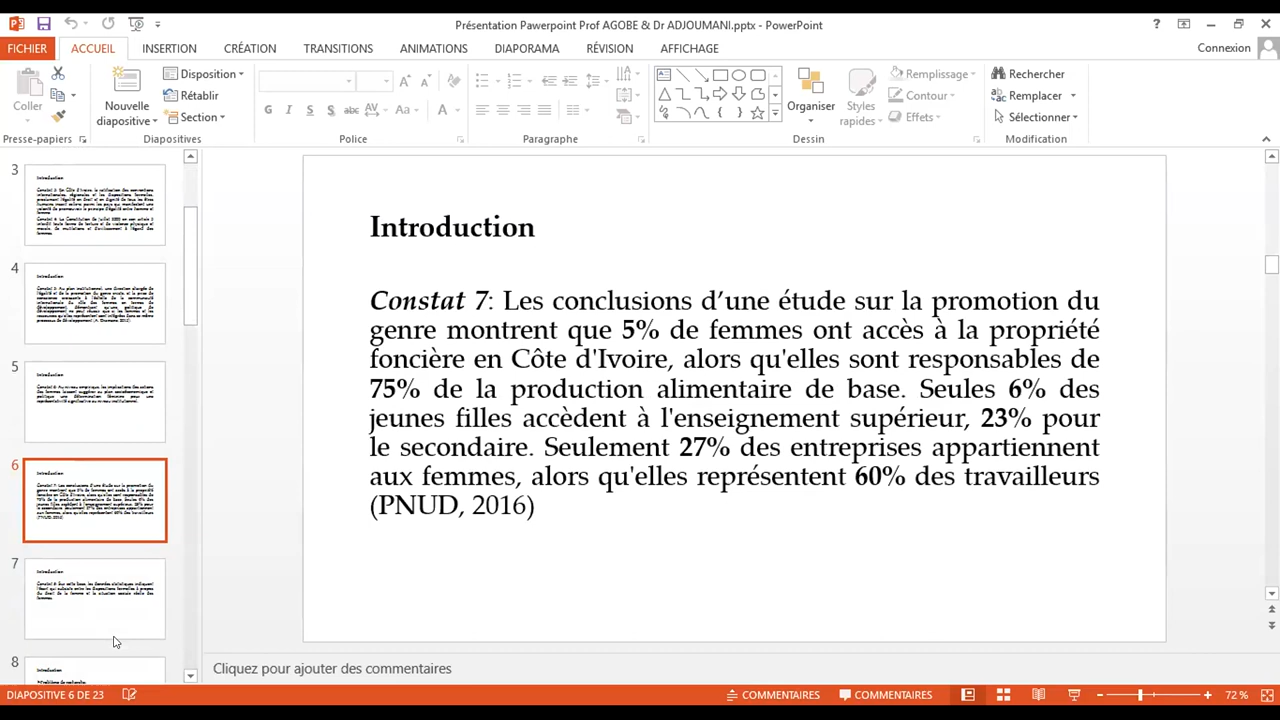 Présentation Pawerpoint Prof AGOBE & Dr ADJOUMANI.pptx - PowerPoint
FICHIER ACCUEIL INSERTION CRÉATION TRANSITIONS ANIMATIONS DIAPORAMA RÉVISION AFFICHAGE Connexion
Coller
Nouvelle diapositive
Disposition
Rétablir
Section
Organiser
Styles rapides
Remplissage
Contour
Effets
Rechercher
Remplacer
Sélectionner
Presse-papiers Diapositives Police Paragraphe Dessin Modification
3
4
5
6
7
8
Introduction
Constat 7: Les conclusions d’une étude sur la promotion du
genre montrent que 5% de femmes ont accès à la propriété
foncière en Côte d'Ivoire, alors qu'elles sont responsables de
75% de la production alimentaire de base. Seules 6% des
jeunes filles accèdent à l'enseignement supérieur, 23% pour
le secondaire. Seulement 27% des entreprises appartiennent
aux femmes, alors qu'elles représentent 60% des travailleurs
(PNUD, 2016)
Cliquez pour ajouter des commentaires
DIAPOSITIVE 6 DE 23 COMMENTAIRES COMMENTAIRES 72 %